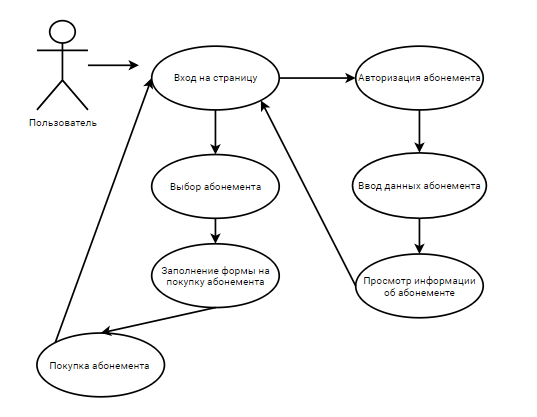 Вход на страницу
Авторизация абонемента
Пользователь
Выбор абонемента
Ввод данных абонемента
Заполнение формы на
покупку абонемента
Просмотр информации
об абонементе
Покупка абонемента